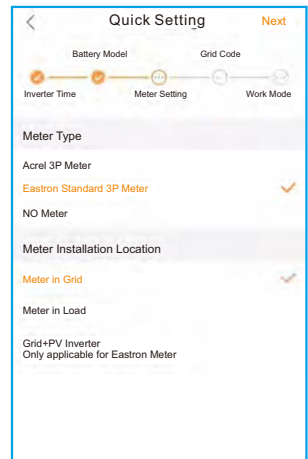 Quick Setting
Next
Battery Model
Grid Code
Inverter Time
Meter Setting
Work Mode
Meter Type
Acrel 3P Meter
Eastron Standard 3P Meter
NO Meter
Meter Installation Location
Meter in Grid
Meter in Load
Grid+PV Inverter
Only applicable for Eastron Meter